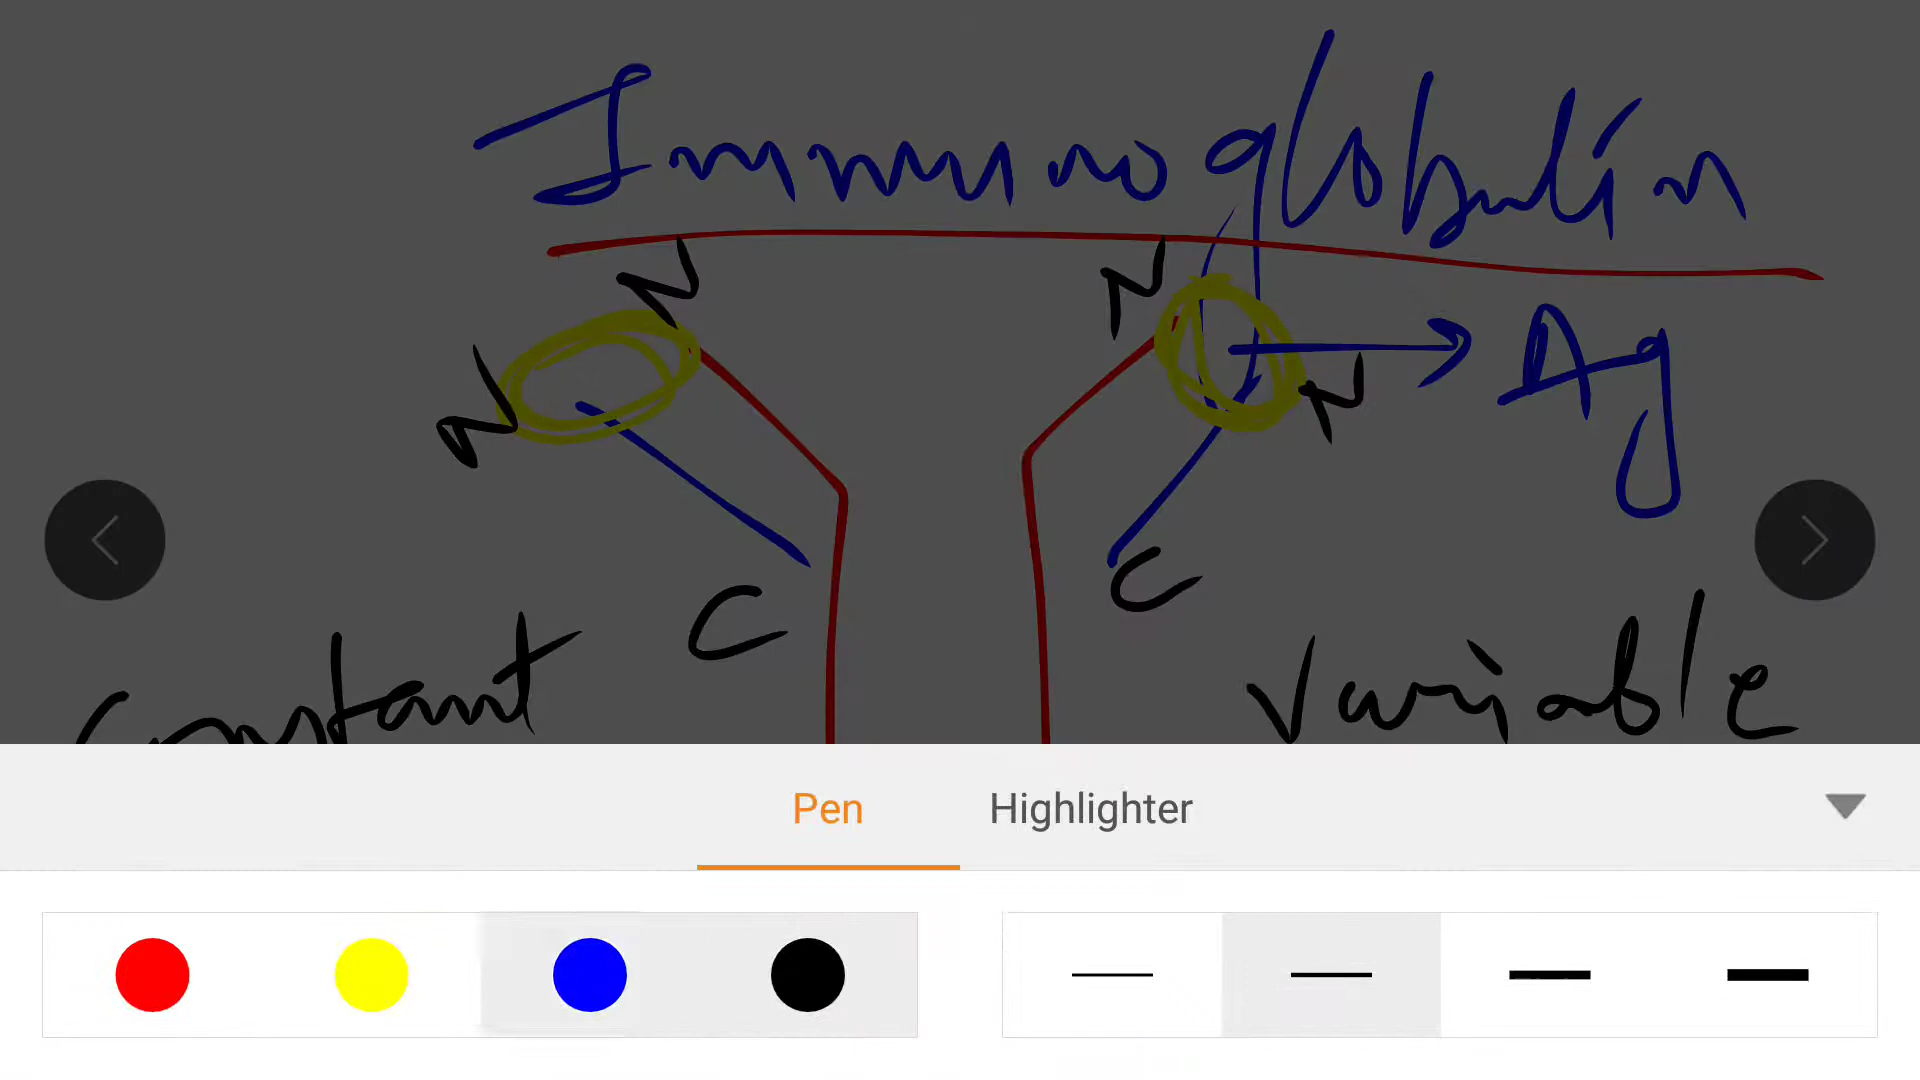 Immunoglobulin
N N
N N Ag
C C
Constant Variable
Pen Highlighter